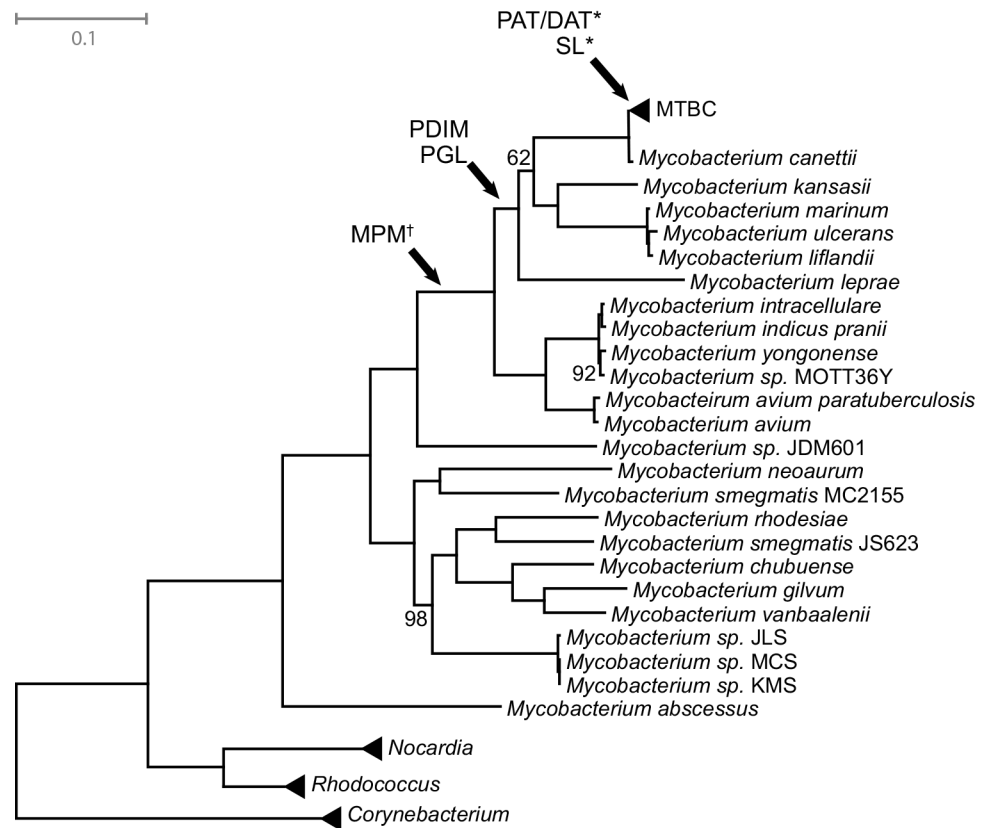 0.1
PAT/DAT*
SL*
MTBC
PDIM
PGL
62
Mycobacterium canettii
Mycobacterium kansasii
Mycobacterium marinum
Mycobacterium ulcerans
Mycobacterium liflandii
MPM†
Mycobacterium leprae
Mycobacterium intracellulare
Mycobacterium indicus pranii
Mycobacterium yongonense
92
Mycobacterium sp. MOTT36Y
Mycobacteirum avium paratuberculosis
Mycobacterium avium
Mycobacterium sp. JDM601
Mycobacterium neoaurum
Mycobacterium smegmatis MC2155
Mycobacterium rhodesiae
Mycobacterium smegmatis JS623
Mycobacterium chubuense
Mycobacterium gilvum
Mycobacterium vanbaalenii
98
Mycobacterium sp. JLS
Mycobacterium sp. MCS
Mycobacterium sp. KMS
Mycobacterium abscessus
Nocardia
Rhodococcus
Corynebacterium